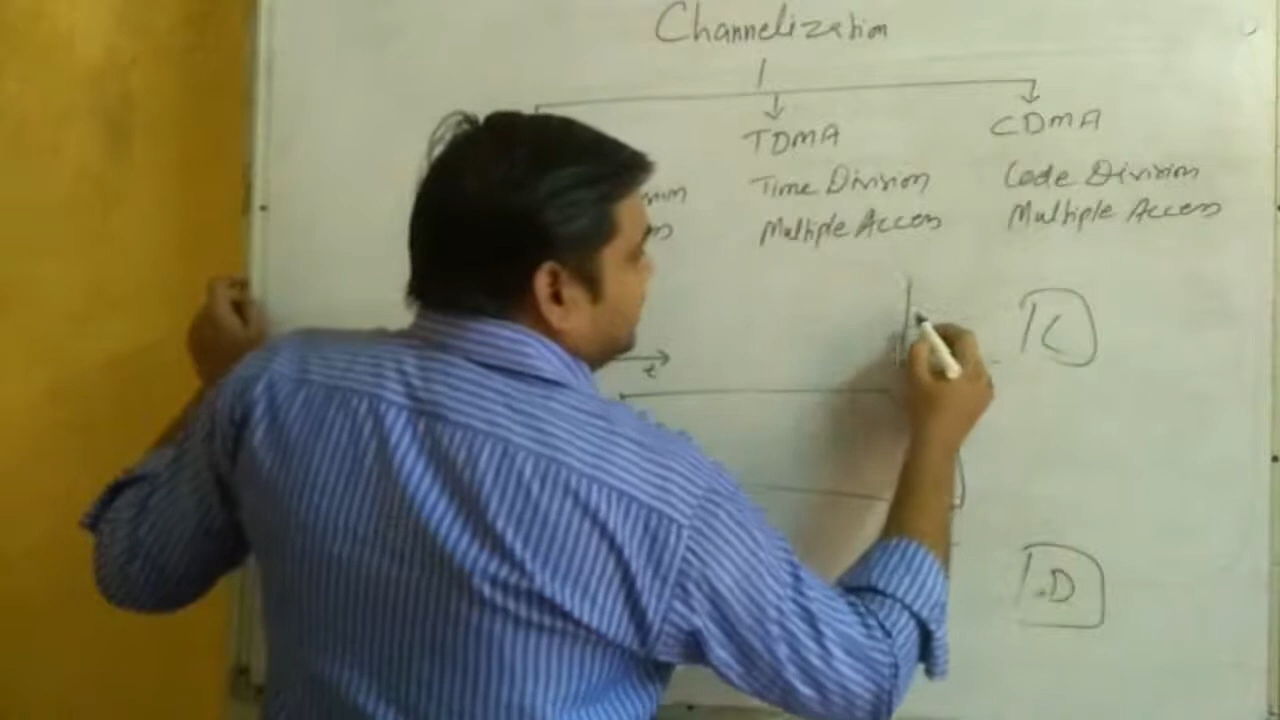 Channelization
TDMA
CDMA
Time Division
Code Division
Multiple Access
Multiple Access
t
C
D